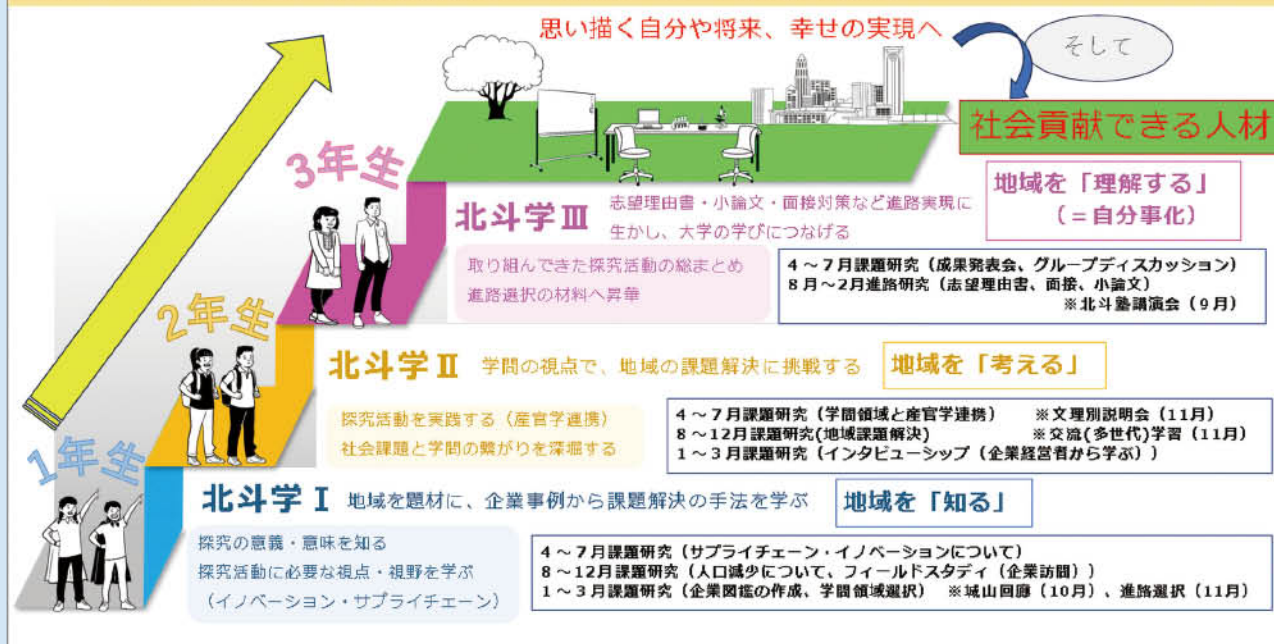 思い描く自分や将来、幸せの実現へ
そして
社会貢献できる人材
3年生
北斗学Ⅲ
志望理由書・小論文・面接対策など進路実現に
生かし、大学の学びにつなげる
地域を「理解する」
(=自分事化)
取り組んできた探究活動の総まとめ
進路選択の材料へ昇華
4~7月課題研究(成果発表会、グループディスカッション)
8月~2月進路研究(志望理由書、面接、小論文)
※北斗塾講演会(9月)
2年生
北斗学Ⅱ 学問の視点で、地域の課題解決に挑戦する
地域を「考える」
探究活動を実践する(産官学連携)
社会課題と学問の繋がりを深堀する
4~7月課題研究(学問領域と産官学連携) ※文理別説明会(11月)
8~12月課題研究(地域課題解決) ※交流(多世代)学習(11月)
1~3月課題研究(インタビューシップ(企業経営者から学ぶ))
1年生
北斗学Ⅰ 地域を題材に、企業事例から課題解決の手法を学ぶ
地域を「知る」
探究の意義・意味を知る
探究活動に必要な視点・視野を学ぶ
(イノベーション・サプライチェーン)
4~7月課題研究(サプライチェーン・イノベーションについて)
8~12月課題研究(人口減少について、フィールドスタディ(企業訪問))
1~3月課題研究(企業図鑑の作成、学問領域選択) ※城山回廊(10月)、進路選択(11月)